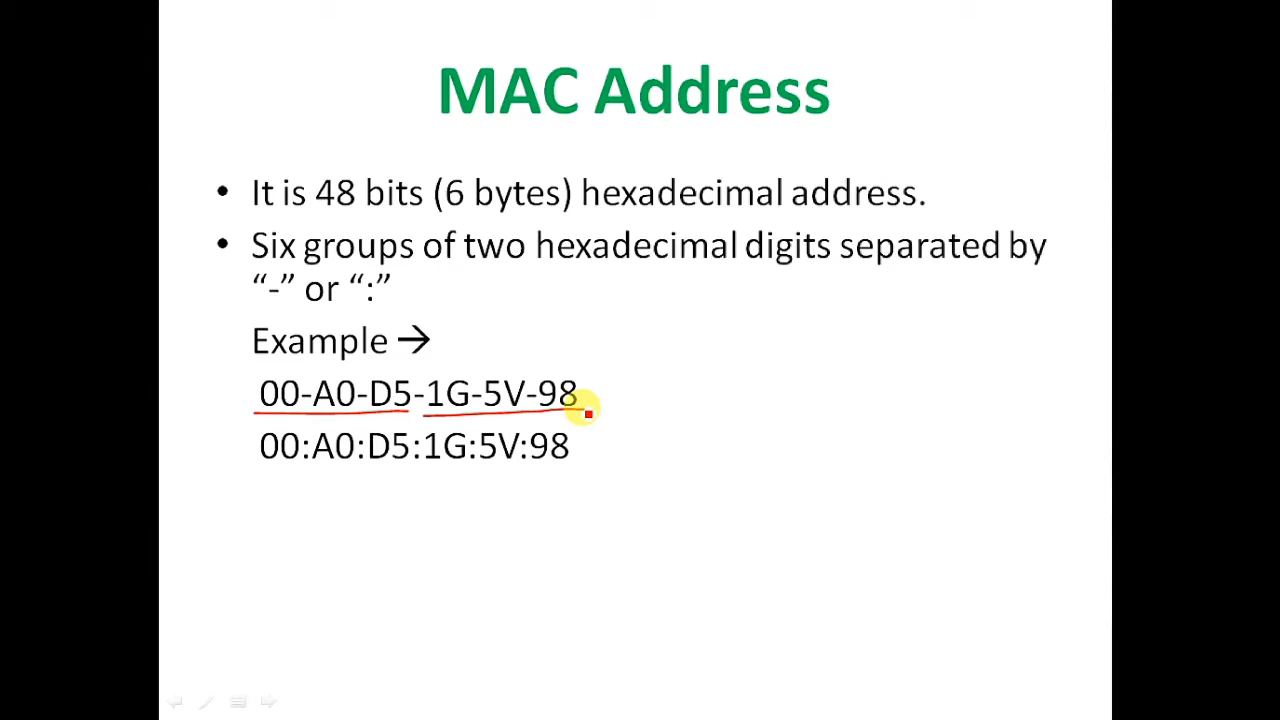 MAC Address
• It is 48 bits (6 bytes) hexadecimal address.
• Six groups of two hexadecimal digits separated by
“-” or “:”
Example →
00-A0-D5-1G-5V-98
00:A0:D5:1G:5V:98